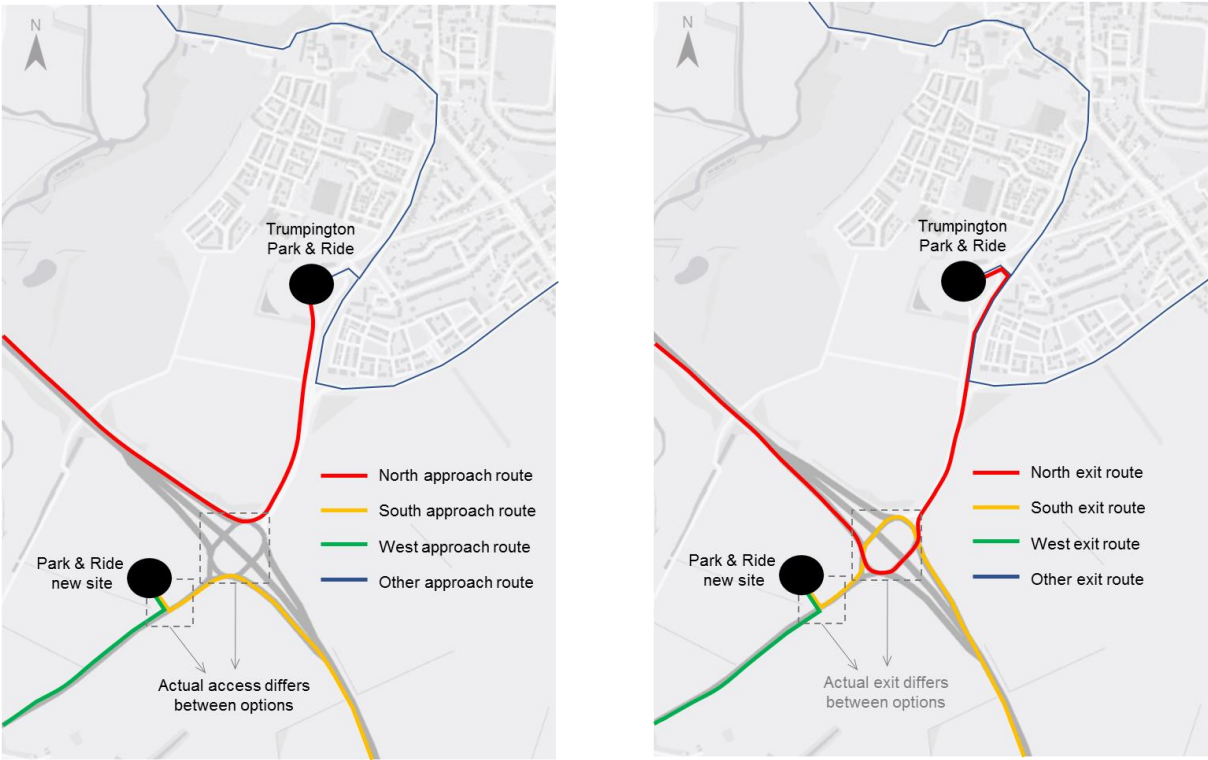 N
Trumpington
Park & Ride
North approach route
South approach route
West approach route
Other approach route
Park & Ride
new site
Actual access differs
between options
N
Trumpington
Park & Ride
North exit route
South exit route
West exit route
Other exit route
Park & Ride
new site
Actual exit differs
between options